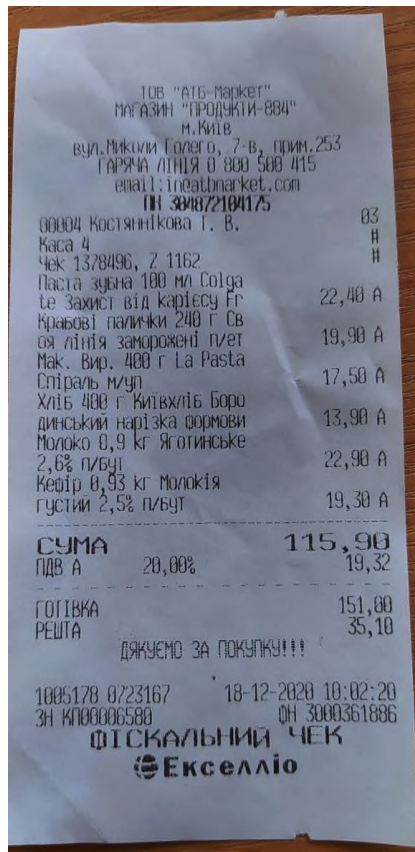 ТОВ "АТБ-Маркет"
МАГАЗИН "ПРОДУКТИ-884"
м.Київ
вул.Миколи Голего, 7-в, прим.253
ГАРЯЧА ЛІНІЯ 0 800 500 415
email:in@atbmarket.com
ПН 304872104175
00004 Костяннікова Т. В. 03
Каса 4 #
Чек 1378496, Z 1162 #
Паста зубна 100 мл Colga
te Захист від карієсу Fr 22,40 А
Крабові палички 240 г Св
оя лінія заморожені п/ет 19,90 А
Мак. Вир. 400 г La Pasta
Спіраль м/уп 17,50 А
Хліб 400 г Київхліб Боро
динський нарізка формови 13,90 А
Молоко 0,9 кг Яготинське
2,6% п/бут 22,90 А
Кефір 0,93 кг Молокія
густий 2,5% п/бут 19,30 А
СУМА 115,90
ПДВ А 20,00% 19,32
ГОТІВКА 151,00
РЕШТА 35,10
ДЯКУЄМО ЗА ПОКУПКУ!!!
1005178 0723167 18-12-2020 10:02:20
ЗН КП00006580 ФН 3000361886
ФІСКАЛЬНИЙ ЧЕК
Екселліо